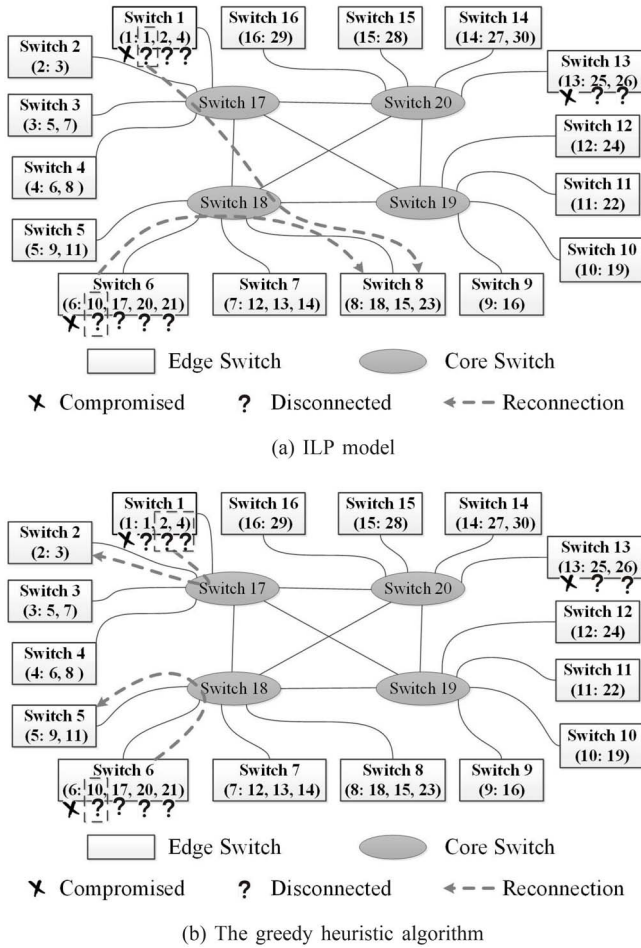 Switch 1
(1: 1, 2, 4)
X ? ? ?
Switch 16
(16: 29)
Switch 15
(15: 28)
Switch 14
(14: 27, 30)
Switch 2
(2: 3)
Switch 13
(13: 25, 26)
X ? ?
Switch 3
(3: 5, 7)
Switch 17
Switch 20
Switch 12
(12: 24)
Switch 4
(4: 6, 8 )
Switch 11
(11: 22)
Switch 5
(5: 9, 11)
Switch 18
Switch 19
Switch 10
(10: 19)
Switch 6
(6: 10, 17, 20, 21)
X ? ? ? ?
Switch 7
(7: 12, 13, 14)
Switch 8
(8: 18, 15, 23)
Switch 9
(9: 16)
Edge Switch
Core Switch
X Compromised
? Disconnected
Reconnection
(a) ILP model
Switch 1
(1: 1, 2, 4)
X ? ? ?
Switch 16
(16: 29)
Switch 15
(15: 28)
Switch 14
(14: 27, 30)
Switch 2
(2: 3)
Switch 13
(13: 25, 26)
X ? ?
Switch 3
(3: 5, 7)
Switch 17
Switch 20
Switch 12
(12: 24)
Switch 4
(4: 6, 8 )
Switch 11
(11: 22)
Switch 5
(5: 9, 11)
Switch 18
Switch 19
Switch 10
(10: 19)
Switch 6
(6: 10, 17, 20, 21)
X ? ? ? ?
Switch 7
(7: 12, 13, 14)
Switch 8
(8: 18, 15, 23)
Switch 9
(9: 16)
Edge Switch
Core Switch
X Compromised
? Disconnected
Reconnection
(b) The greedy heuristic algorithm